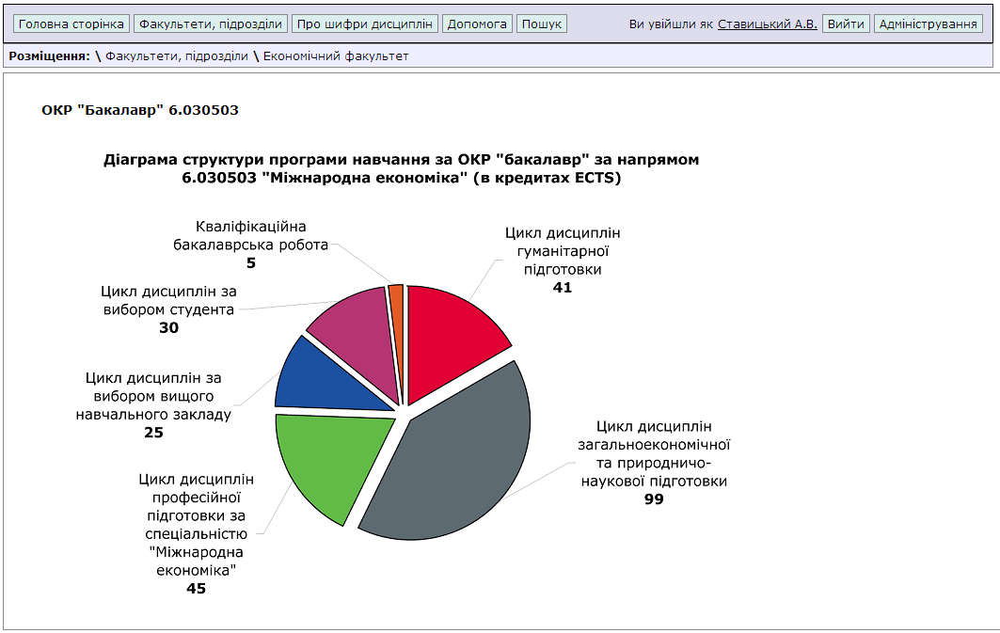 Головна сторінка Факультети, підрозділи Про шифри дисциплін Допомога Пошук Ви увійшли як Ставицький А.В. Вийти Адміністрування
Розміщення: \ Факультети, підрозділи \ Економічний факультет
ОКР "Бакалавр" 6.030503
Діаграма структури програми навчання за ОКР "бакалавр" за напрямом
6.030503 "Міжнародна економіка" (в кредитах ECTS)
Кваліфікаційна
бакалаврська робота
5
Цикл дисциплін
гуманітарної
підготовки
41
Цикл дисциплін за
вибором студента
30
Цикл дисциплін за
вибором вищого
навчального закладу
25
Цикл дисциплін
загальноекономічної
та природничо-
наукової підготовки
99
Цикл дисциплін
професійної
підготовки за
спеціальністю
"Міжнародна
економіка"
45